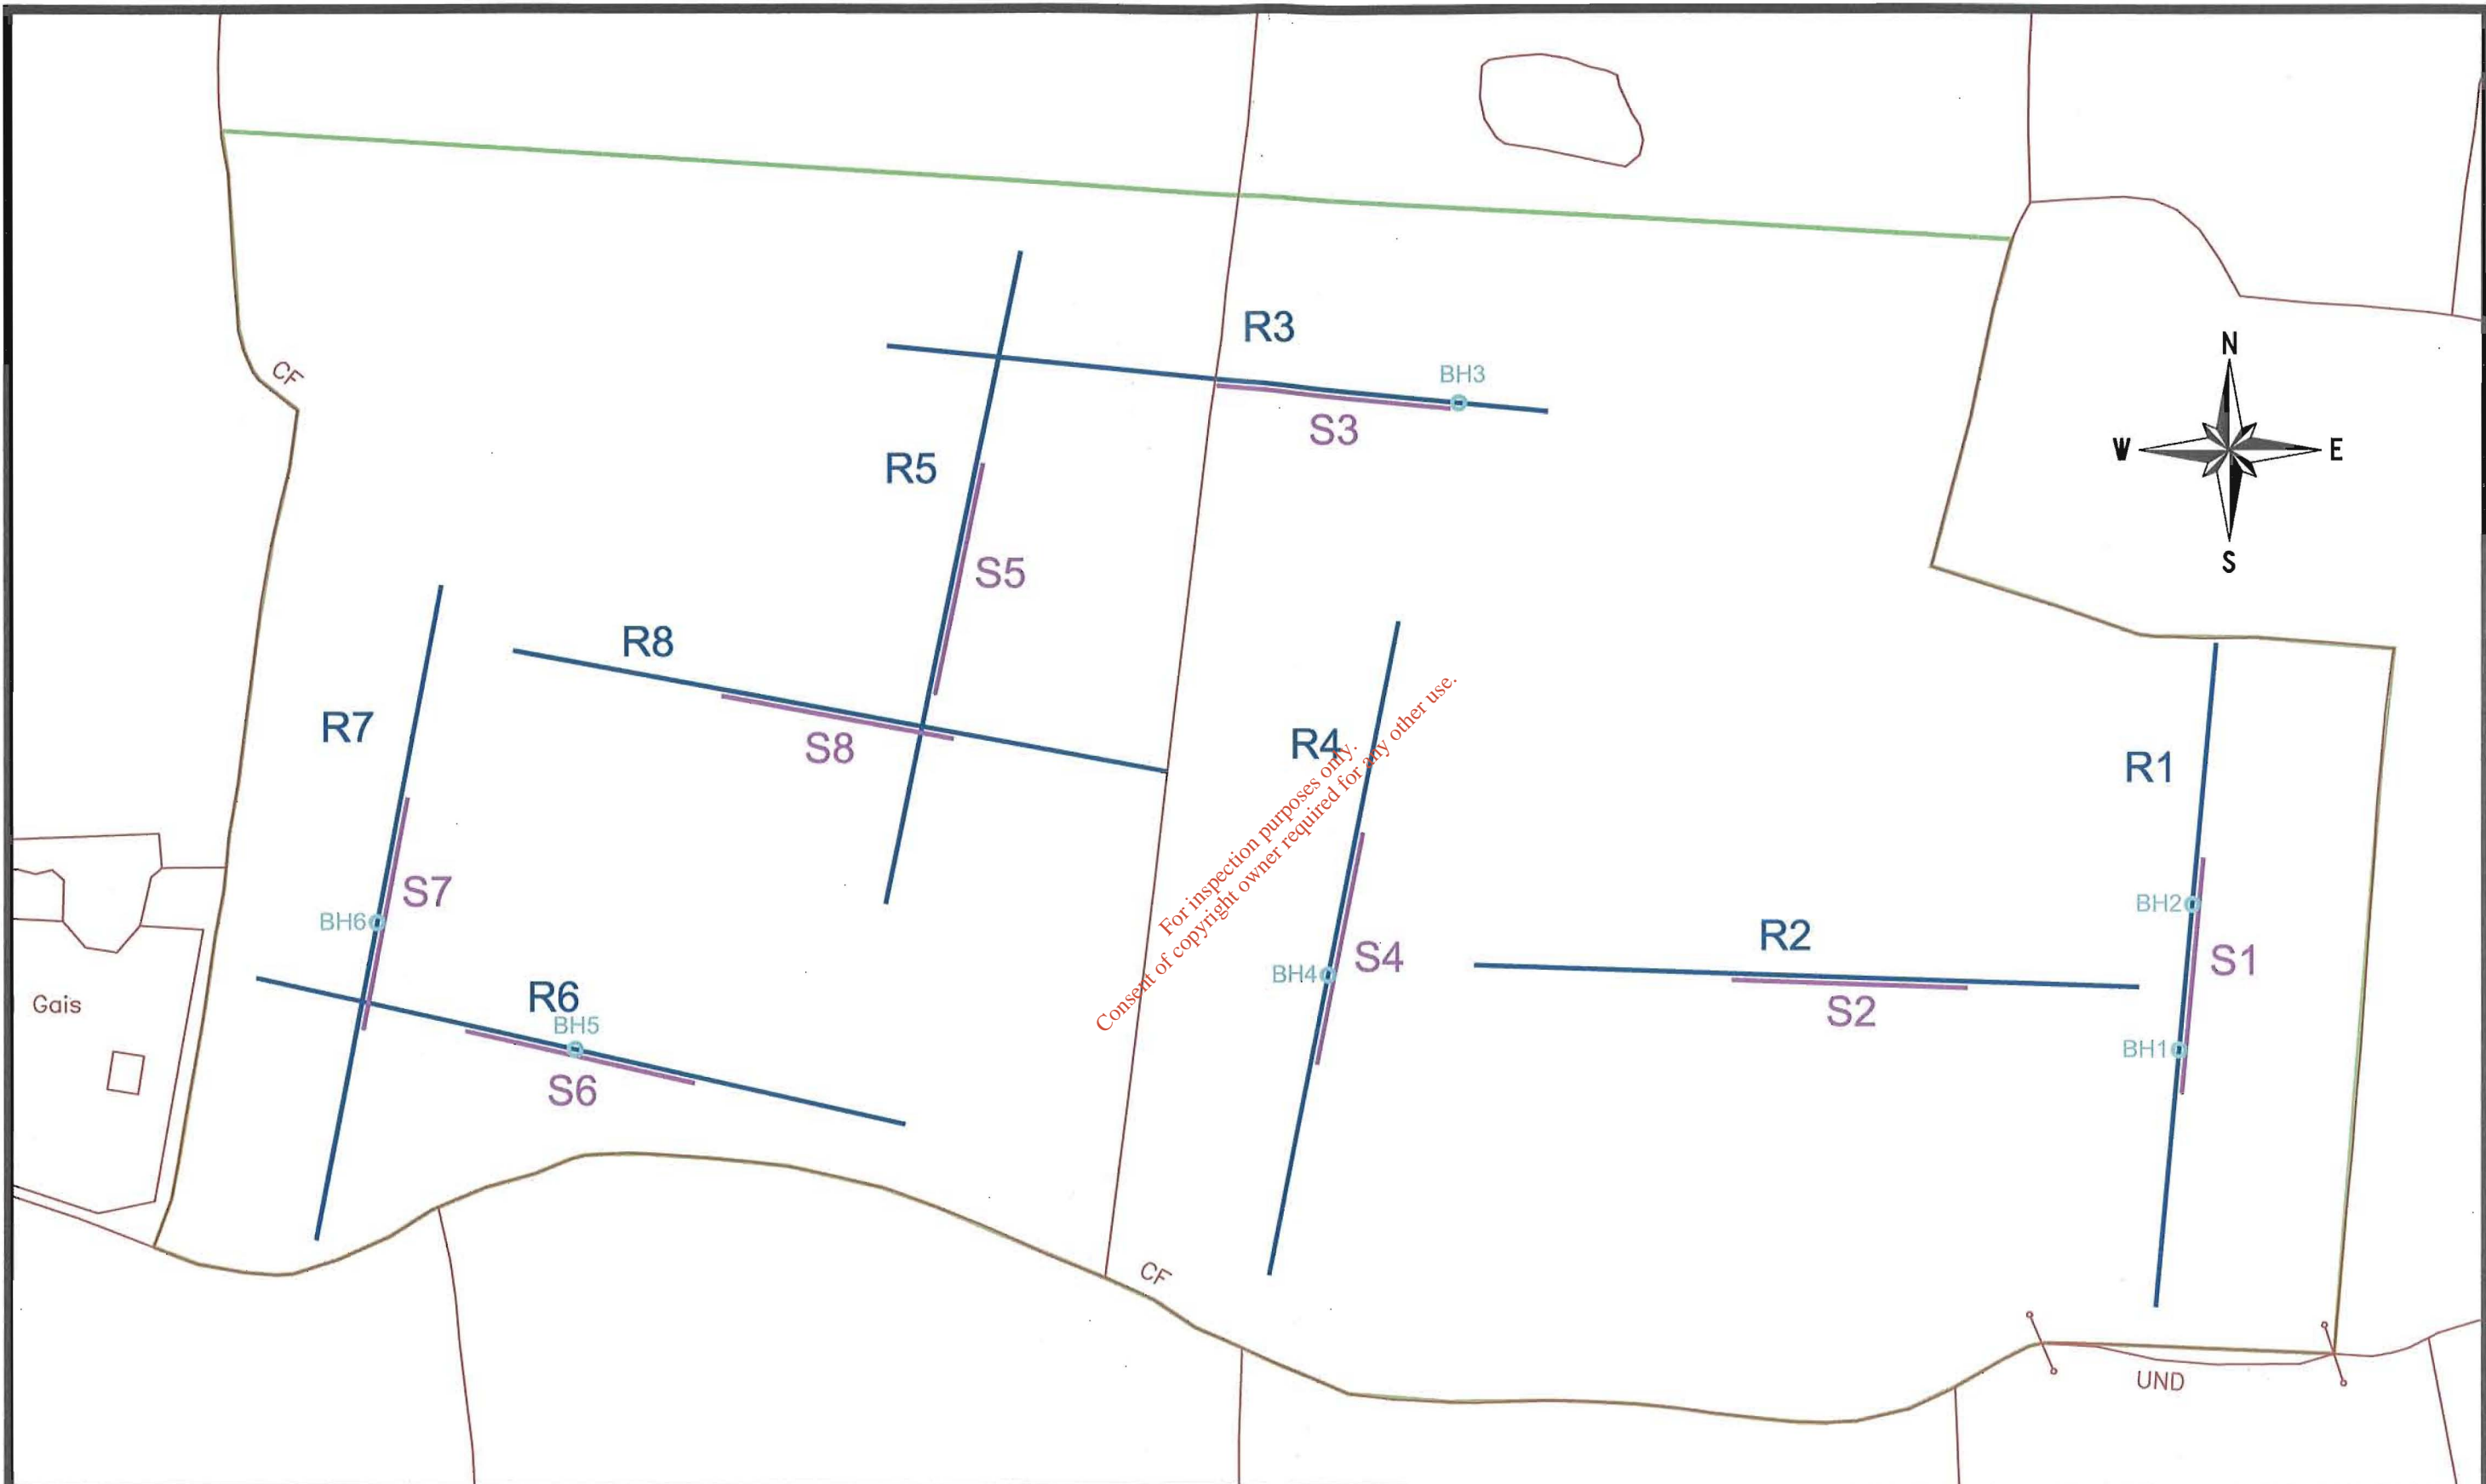 R3
N
CF
BH3
S3
W
E
R5
S
S5
R8
R7
S8
R4
R1
For inspection purposes only.
Consent of copyright owner required for any other use.
S7
BH6
BH2
R2
S4
S1
BH4
R6
Gais
S2
BH5
BH1
S6
CF
UND